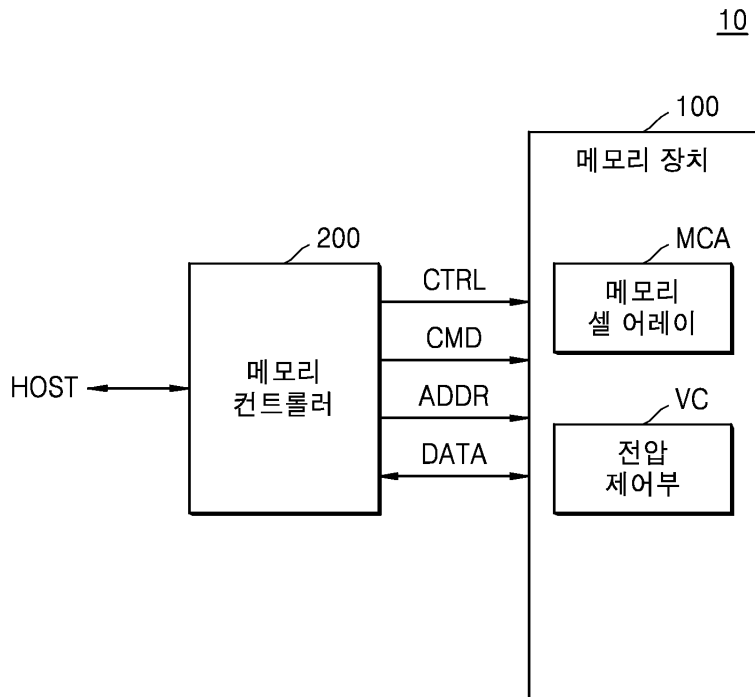 10
100
메모리 장치
200
MCA
CTRL
메모리
셀 어레이
CMD
메모리
컨트롤러
HOST
ADDR
VC
DATA
전압
제어부